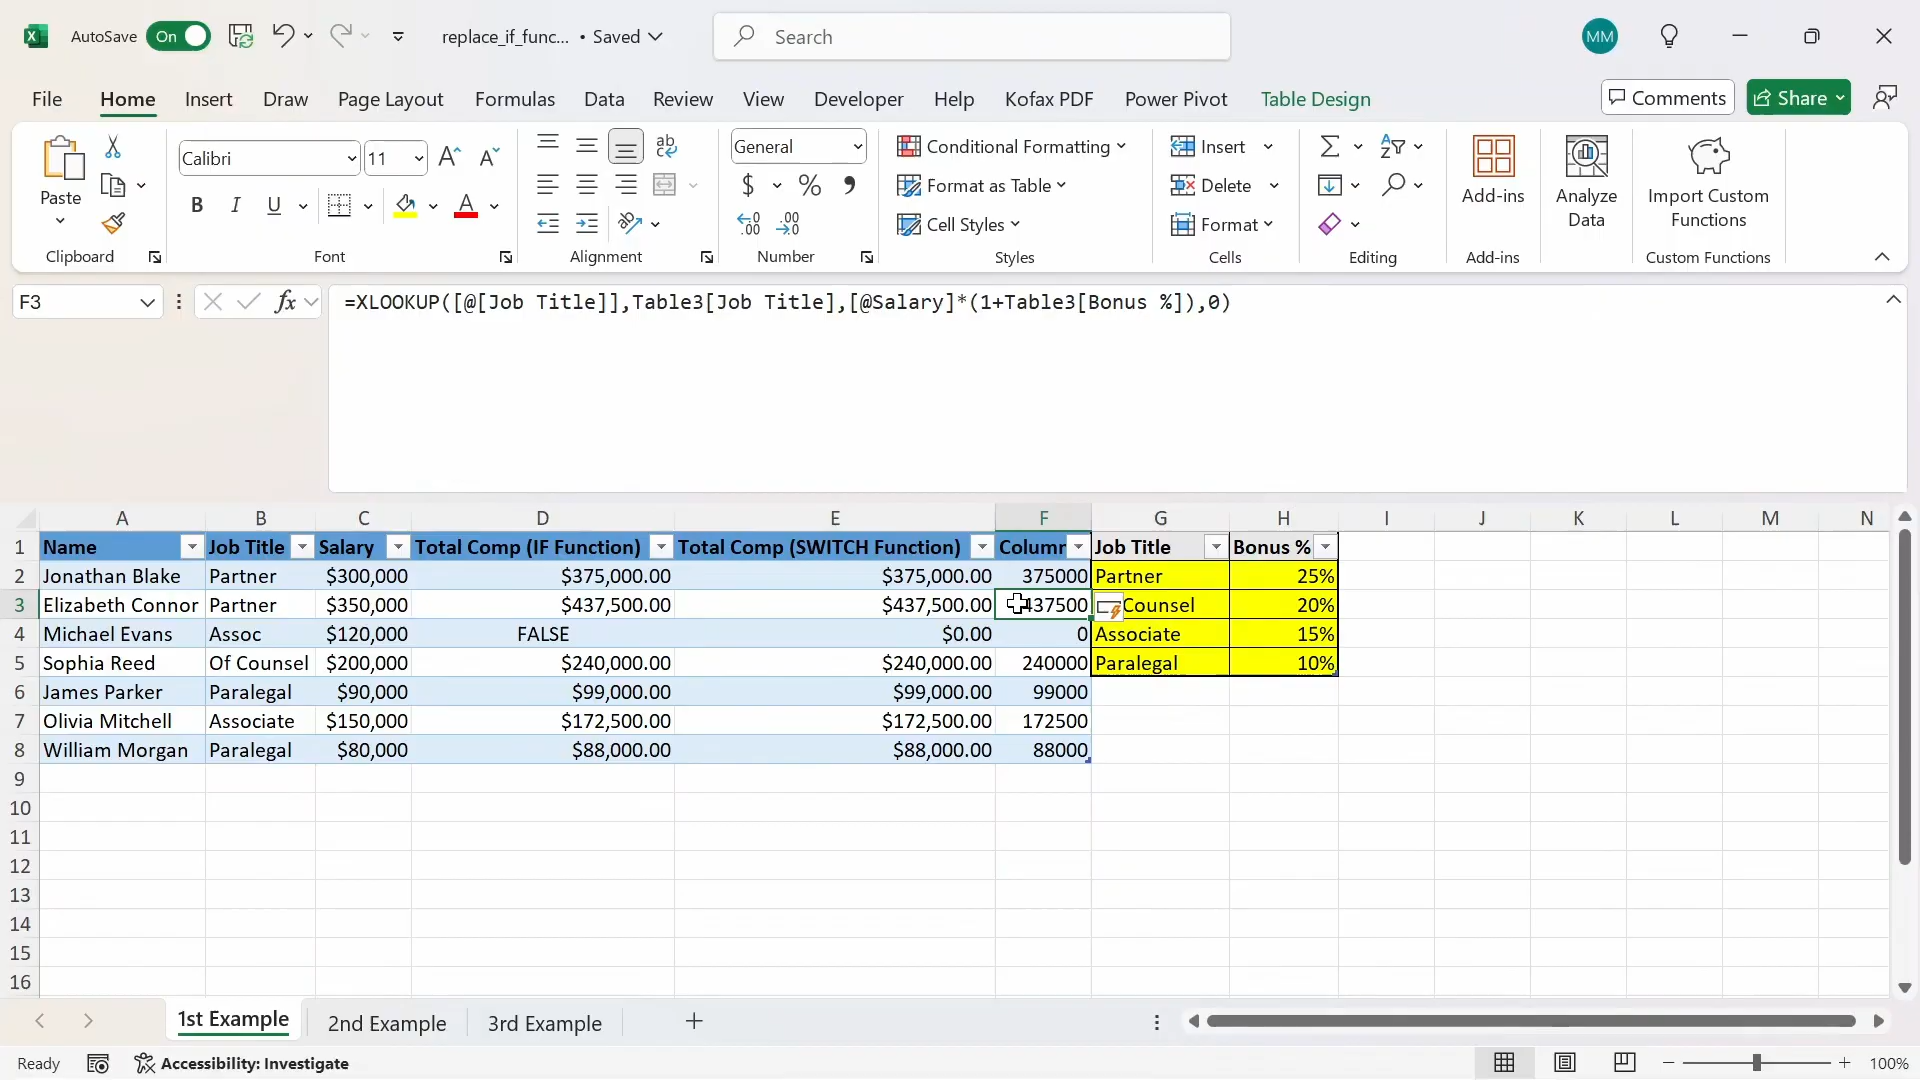 AutoSave On replace_if_func... • Saved Search MM
File Home Insert Draw Page Layout Formulas Data Review View Developer Help Kofax PDF Power Pivot Table Design Comments Share
Paste
Clipboard
Calibri 11
B I U A
Font
ab
Alignment
General
$ % 9
Number
Conditional Formatting
Format as Table
Cell Styles
Styles
Insert
Delete
Format
Cells
Editing
Add-ins
Add-ins
Analyze
Data
Import Custom
Functions
Custom Functions
F3 fx =XLOOKUP([@[Job Title]],Table3[Job Title],[@Salary]*(1+Table3[Bonus %]),0)
A B C D E F G H I J K L M N
1 Name Job Title Salary Total Comp (IF Function) Total Comp (SWITCH Function) Column Job Title Bonus %
2 Jonathan Blake Partner $300,000 $375,000.00 $375,000.00 375000 Partner 25%
3 Elizabeth Connor Partner $350,000 $437,500.00 $437,500.00 437500 Counsel 20%
4 Michael Evans Assoc $120,000 FALSE $0.00 0 Associate 15%
5 Sophia Reed Of Counsel $200,000 $240,000.00 $240,000.00 240000 Paralegal 10%
6 James Parker Paralegal $90,000 $99,000.00 $99,000.00 99000
7 Olivia Mitchell Associate $150,000 $172,500.00 $172,500.00 172500
8 William Morgan Paralegal $80,000 $88,000.00 $88,000.00 88000
9
10
11
12
13
14
15
16
1st Example 2nd Example 3rd Example
Ready Accessibility: Investigate 100%